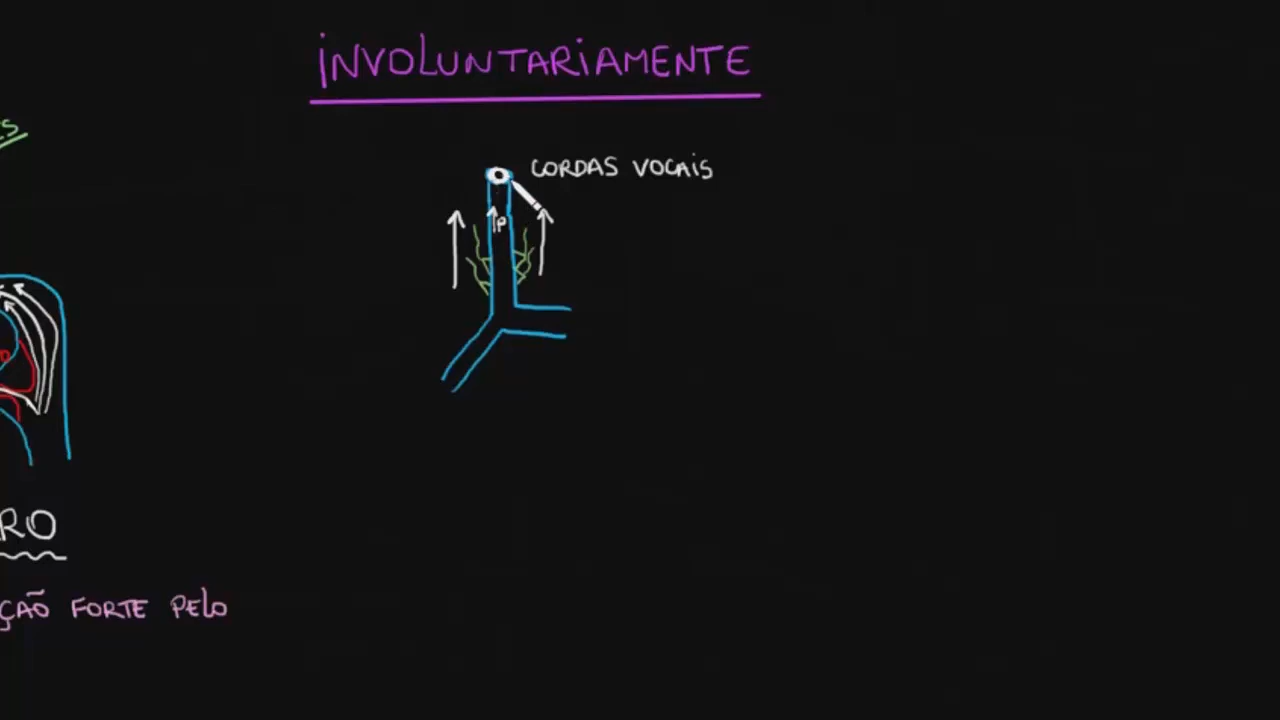 INVOLUNTARIAMENTE
CORDAS VOCAIS
P
RO
ÇÃO FORTE PELO